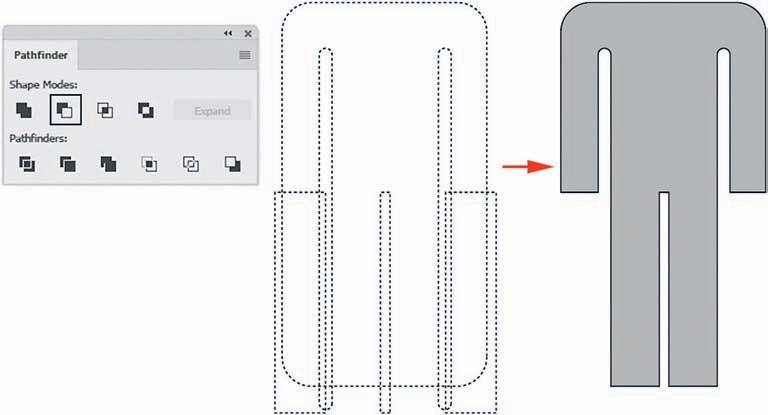 Pathfinder
Shape Modes:
Expand
Pathfinders: